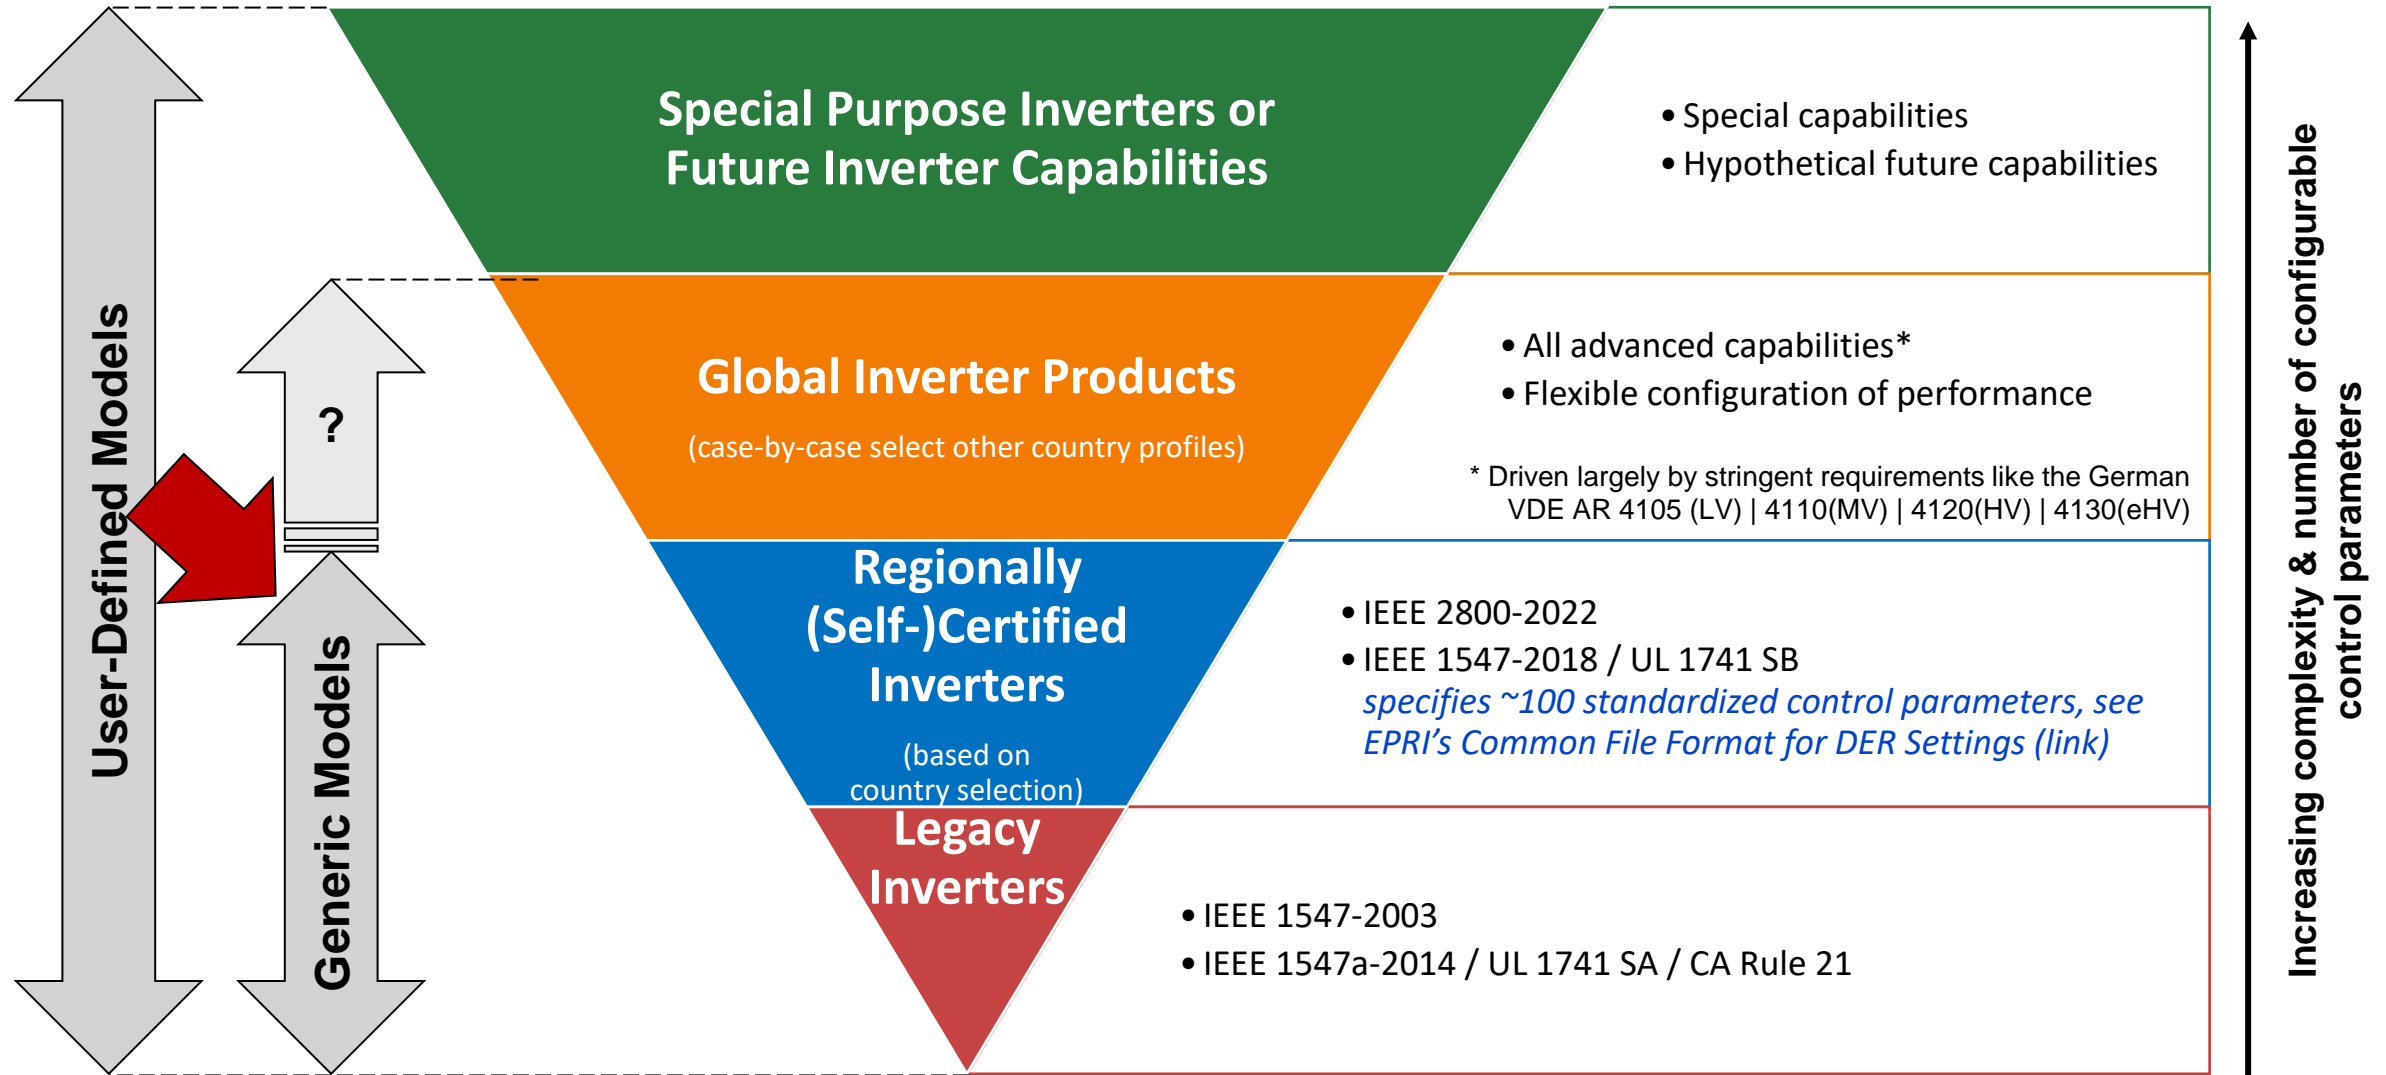 User-Defined Models
?
Generic Models
Special Purpose Inverters or
Future Inverter Capabilities
• Special capabilities
• Hypothetical future capabilities
Global Inverter Products
(case-by-case select other country profiles)
• All advanced capabilities*
• Flexible configuration of performance
* Driven largely by stringent requirements like the German
VDE AR 4105 (LV) | 4110(MV) | 4120(HV) | 4130(eHV)
Regionally
(Self-)Certified
Inverters
(based on
country selection)
• IEEE 2800-2022
• IEEE 1547-2018 / UL 1741 SB
specifies ~100 standardized control parameters, see
EPRI’s Common File Format for DER Settings (link)
Legacy
Inverters
• IEEE 1547-2003
• IEEE 1547a-2014 / UL 1741 SA / CA Rule 21
Increasing complexity & number of configurable
control parameters